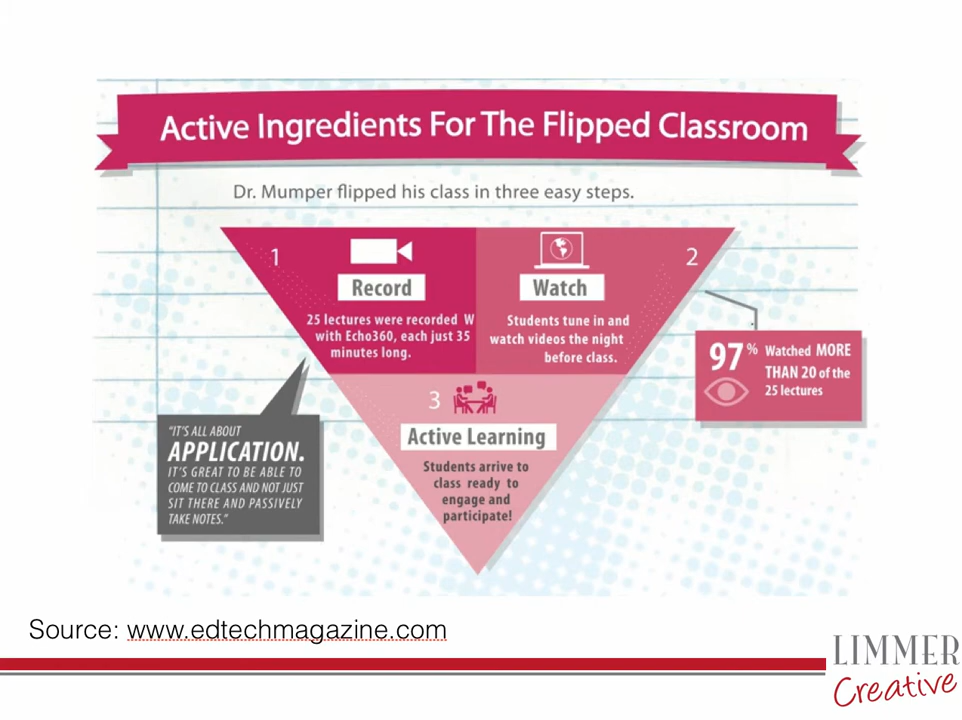 Active Ingredients For The Flipped Classroom
Dr. Mumper flipped his class in three easy steps.
1
Record
25 lectures were recorded W
with Echo360, each just 35
minutes long.
2
Watch
Students tune in and
watch videos the night
before class.
97%
Watched MORE
THAN 20 of the
25 lectures
3
Active Learning
Students arrive to
class ready to
engage and
participate!
"IT'S ALL ABOUT
APPLICATION.
IT'S GREAT TO BE ABLE TO
COME TO CLASS AND NOT JUST
SIT THERE AND PASSIVELY
TAKE NOTES."
Source: www.edtechmagazine.com
LIMMER
Creative